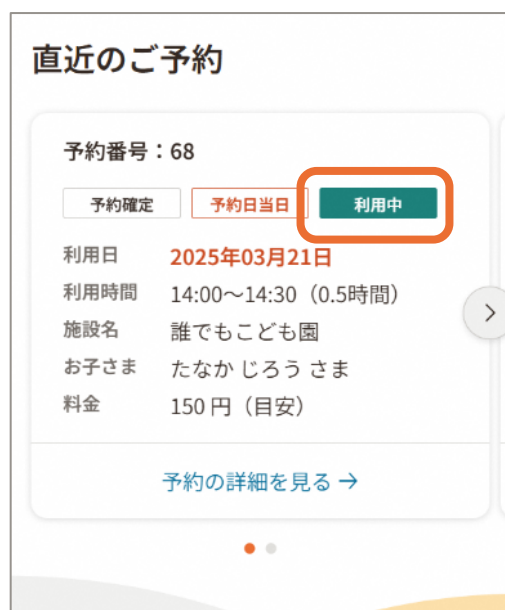 直近のご予約
予約番号：68
予約確定 予約日当日 利用中
利用日 2025年03月21日
利用時間 14:00〜14:30（0.5時間）
施設名 誰でもこども園
お子さま たなか じろう さま
料金 150 円（目安）
予約の詳細を見る →